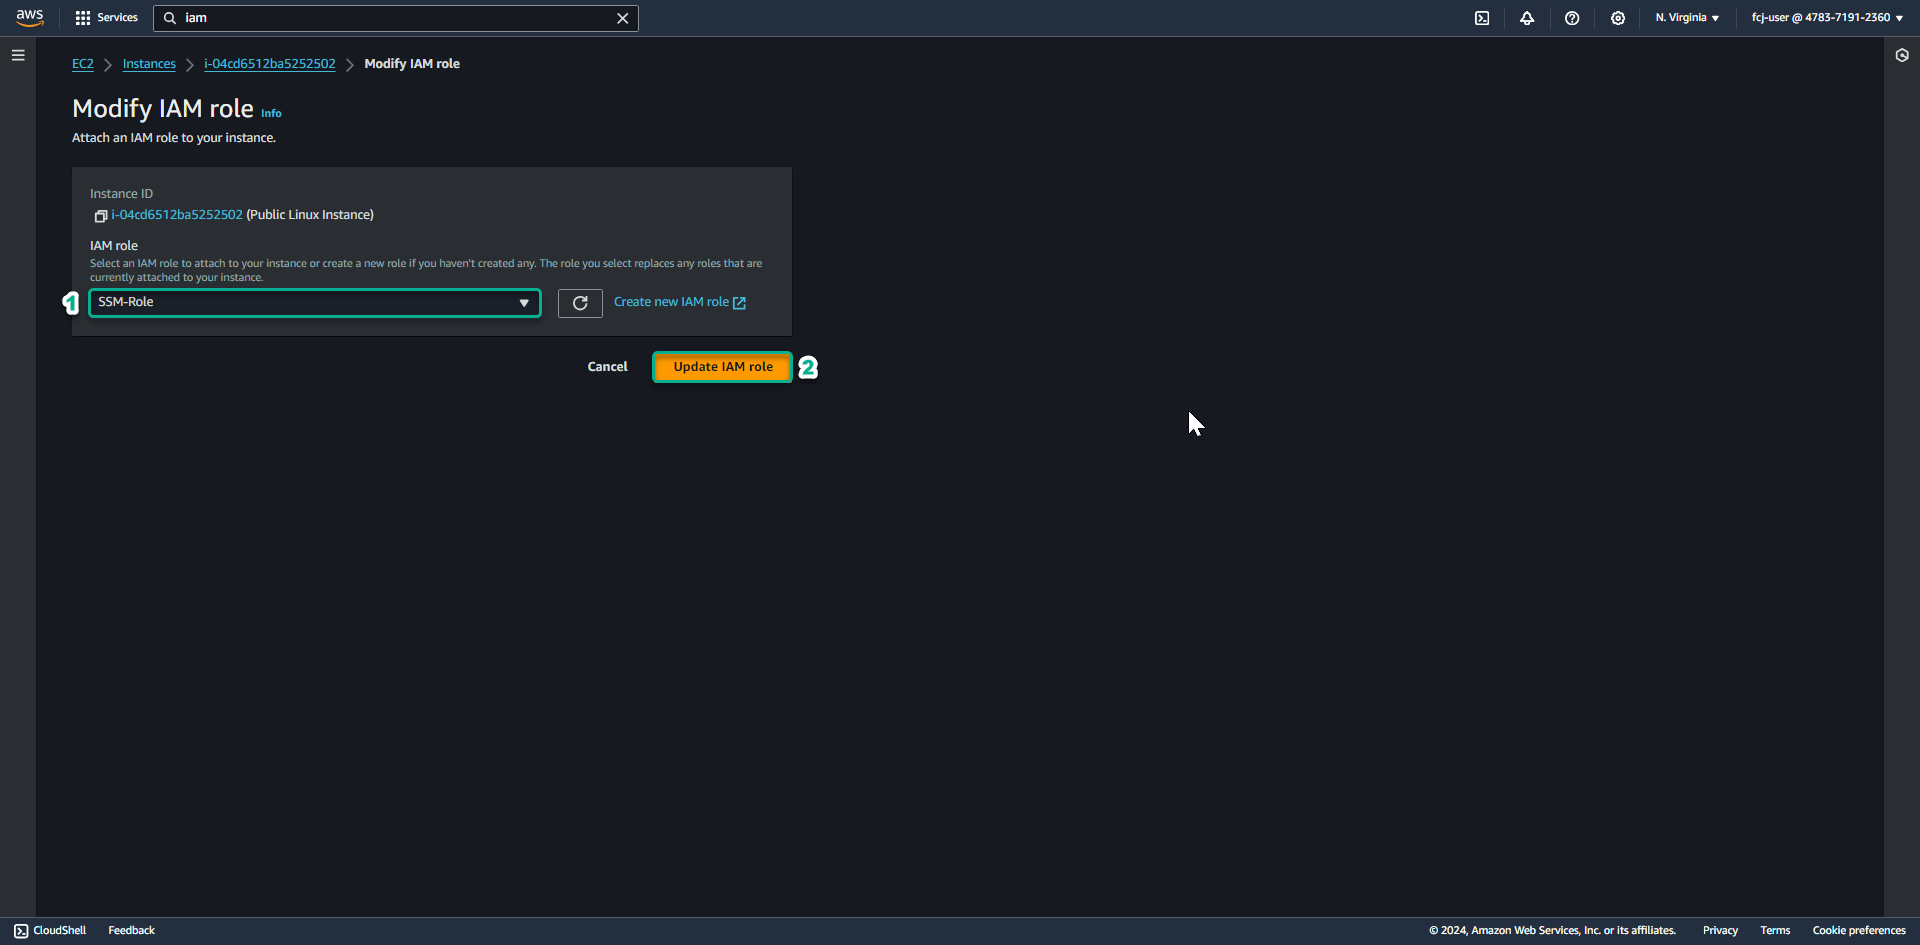 aws Services iam N. Virginia fcj-user @ 4783-7191-2360
EC2 Instances i-04cd6512ba5252502 Modify IAM role
Modify IAM role Info
Attach an IAM role to your instance.
Instance ID
i-04cd6512ba5252502 (Public Linux Instance)
IAM role
Select an IAM role to attach to your instance or create a new role if you haven't created any. The role you select replaces any roles that are
currently attached to your instance.
1 SSM-Role Create new IAM role
Cancel Update IAM role 2
CloudShell Feedback © 2024, Amazon Web Services, Inc. or its affiliates. Privacy Terms Cookie preferences